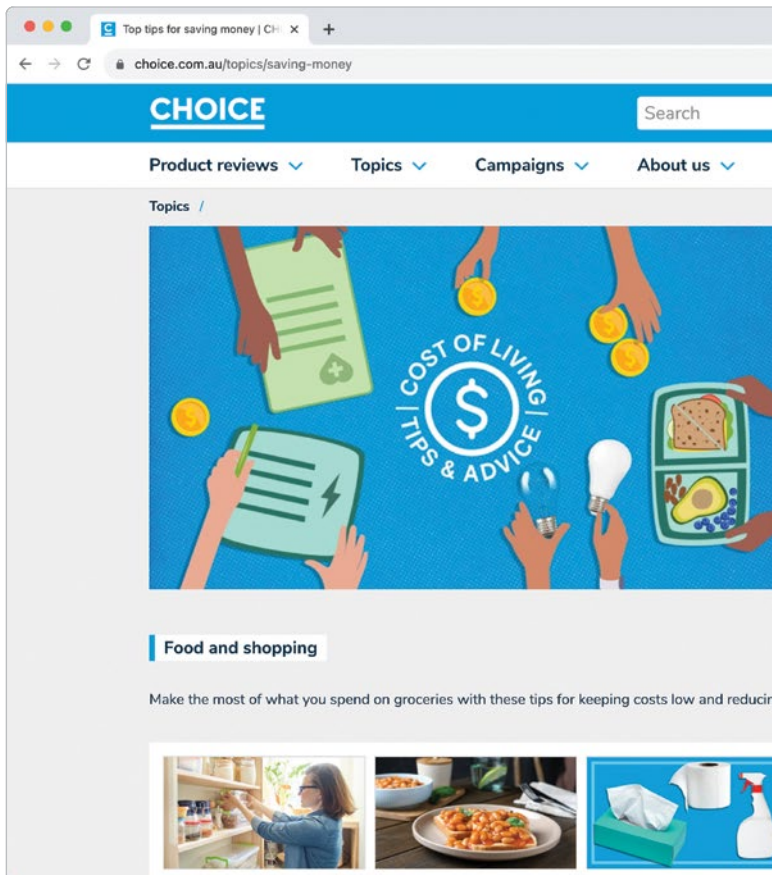 Top tips for saving money | CH
choice.com.au/topics/saving-money
CHOICE
Search
Product reviews
Topics
Campaigns
About us
Topics /
COST OF LIVING
$
TIPS & ADVICE
Food and shopping
Make the most of what you spend on groceries with these tips for keeping costs low and reducin